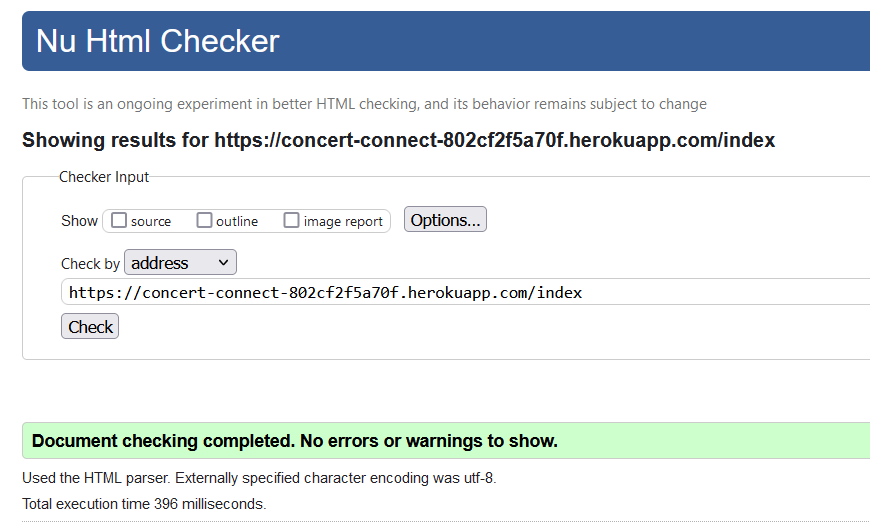 Nu Html Checker
This tool is an ongoing experiment in better HTML checking, and its behavior remains subject to change
Showing results for https://concert-connect-802cf2f5a70f.herokuapp.com/index
Checker Input
Show source outline image report Options...
Check by address
https://concert-connect-802cf2f5a70f.herokuapp.com/index
Check
Document checking completed. No errors or warnings to show.
Used the HTML parser. Externally specified character encoding was utf-8.
Total execution time 396 milliseconds.